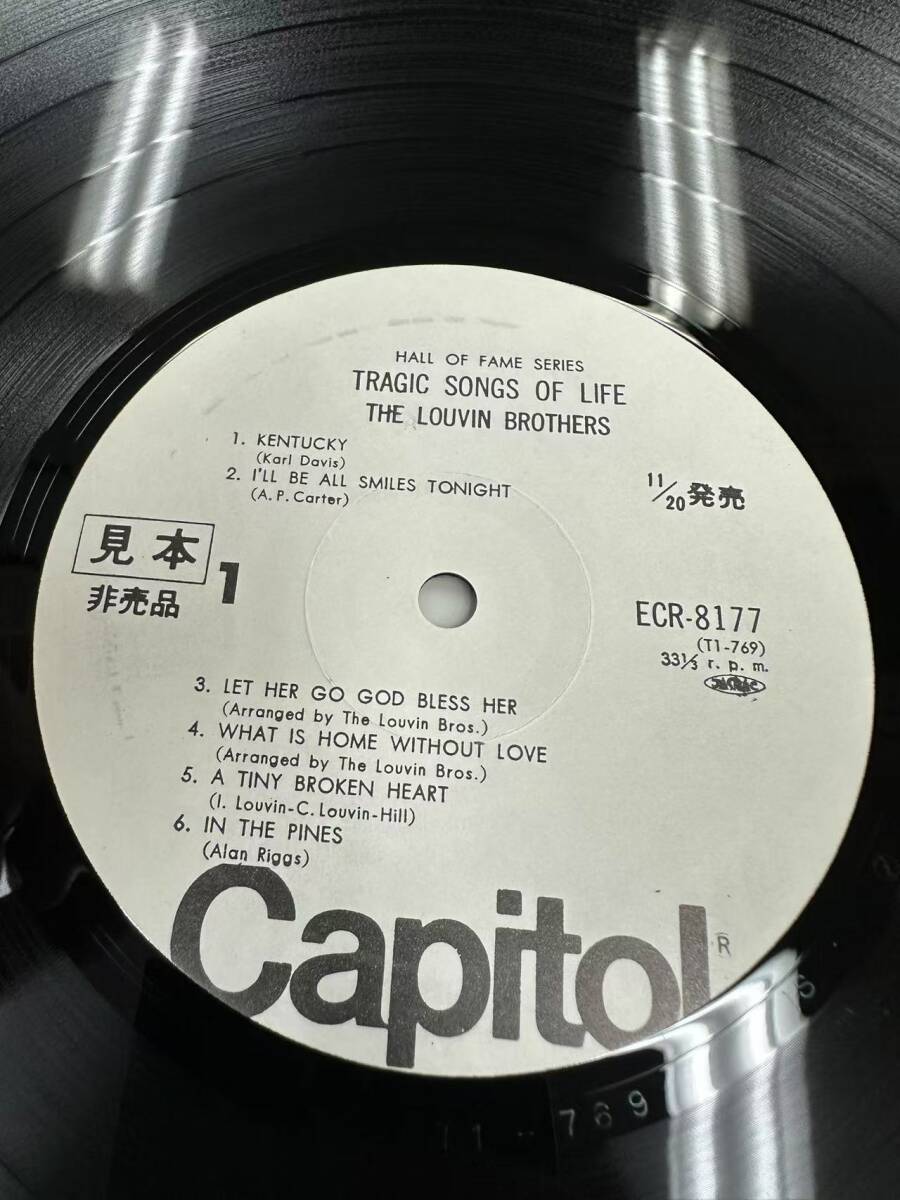 HALL OF FAME SERIES
TRAGIC SONGS OF LIFE
THE LOUVIN BROTHERS
1. KENTUCKY
(Karl Davis)
2. I'LL BE ALL SMILES TONIGHT
(A. P. Carter)
11/20 発売
見本
非売品
1
ECR-8177
(T1-769)
33⅓ r. p. m.
3. LET HER GO GOD BLESS HER
(Arranged by The Louvin Bros.)
4. WHAT IS HOME WITHOUT LOVE
(Arranged by The Louvin Bros.)
5. A TINY BROKEN HEART
(I. Louvin-C. Louvin-Hill)
6. IN THE PINES
(Alan Riggs)
Capitol
R
T1 - 769